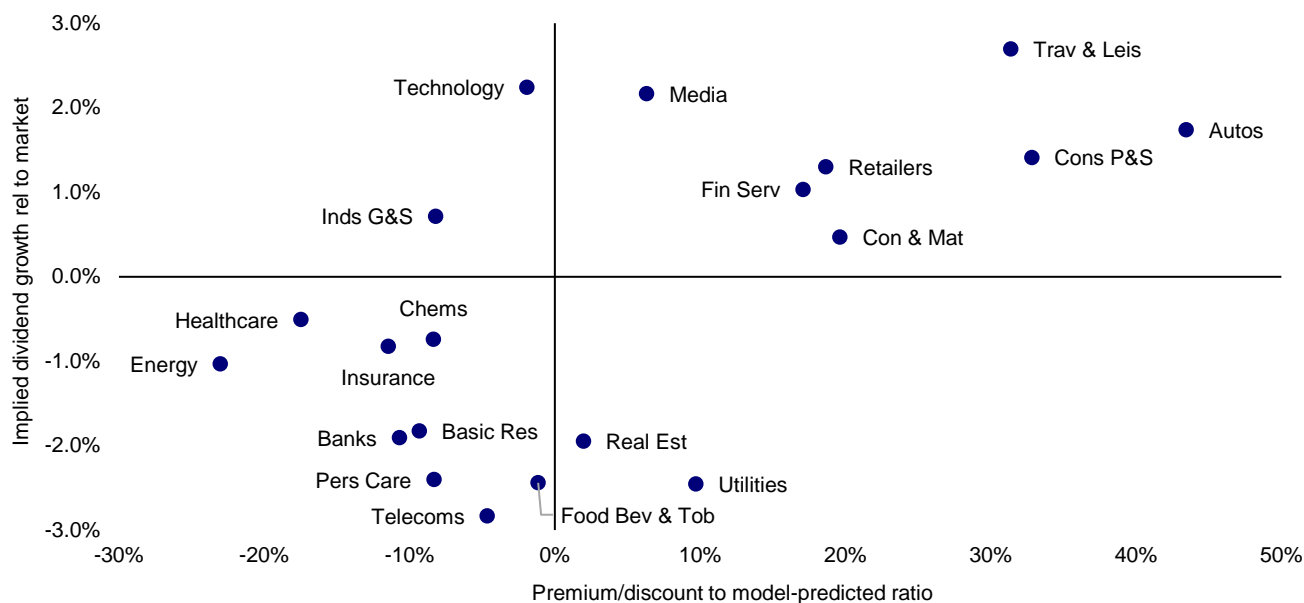 Implied dividend growth rel to market
3.0%
2.0%
1.0%
0.0%
-1.0%
-2.0%
-3.0%
Trav & Leis
Technology
Media
Autos
Cons P&S
Retailers
Fin Serv
Inds G&S
Con & Mat
Chems
Healthcare
Energy
Insurance
Banks
Basic Res
Real Est
Pers Care
Utilities
Telecoms
Food Bev & Tob
-30%
-20%
-10%
0%
10%
20%
30%
40%
50%
Premium/discount to model-predicted ratio